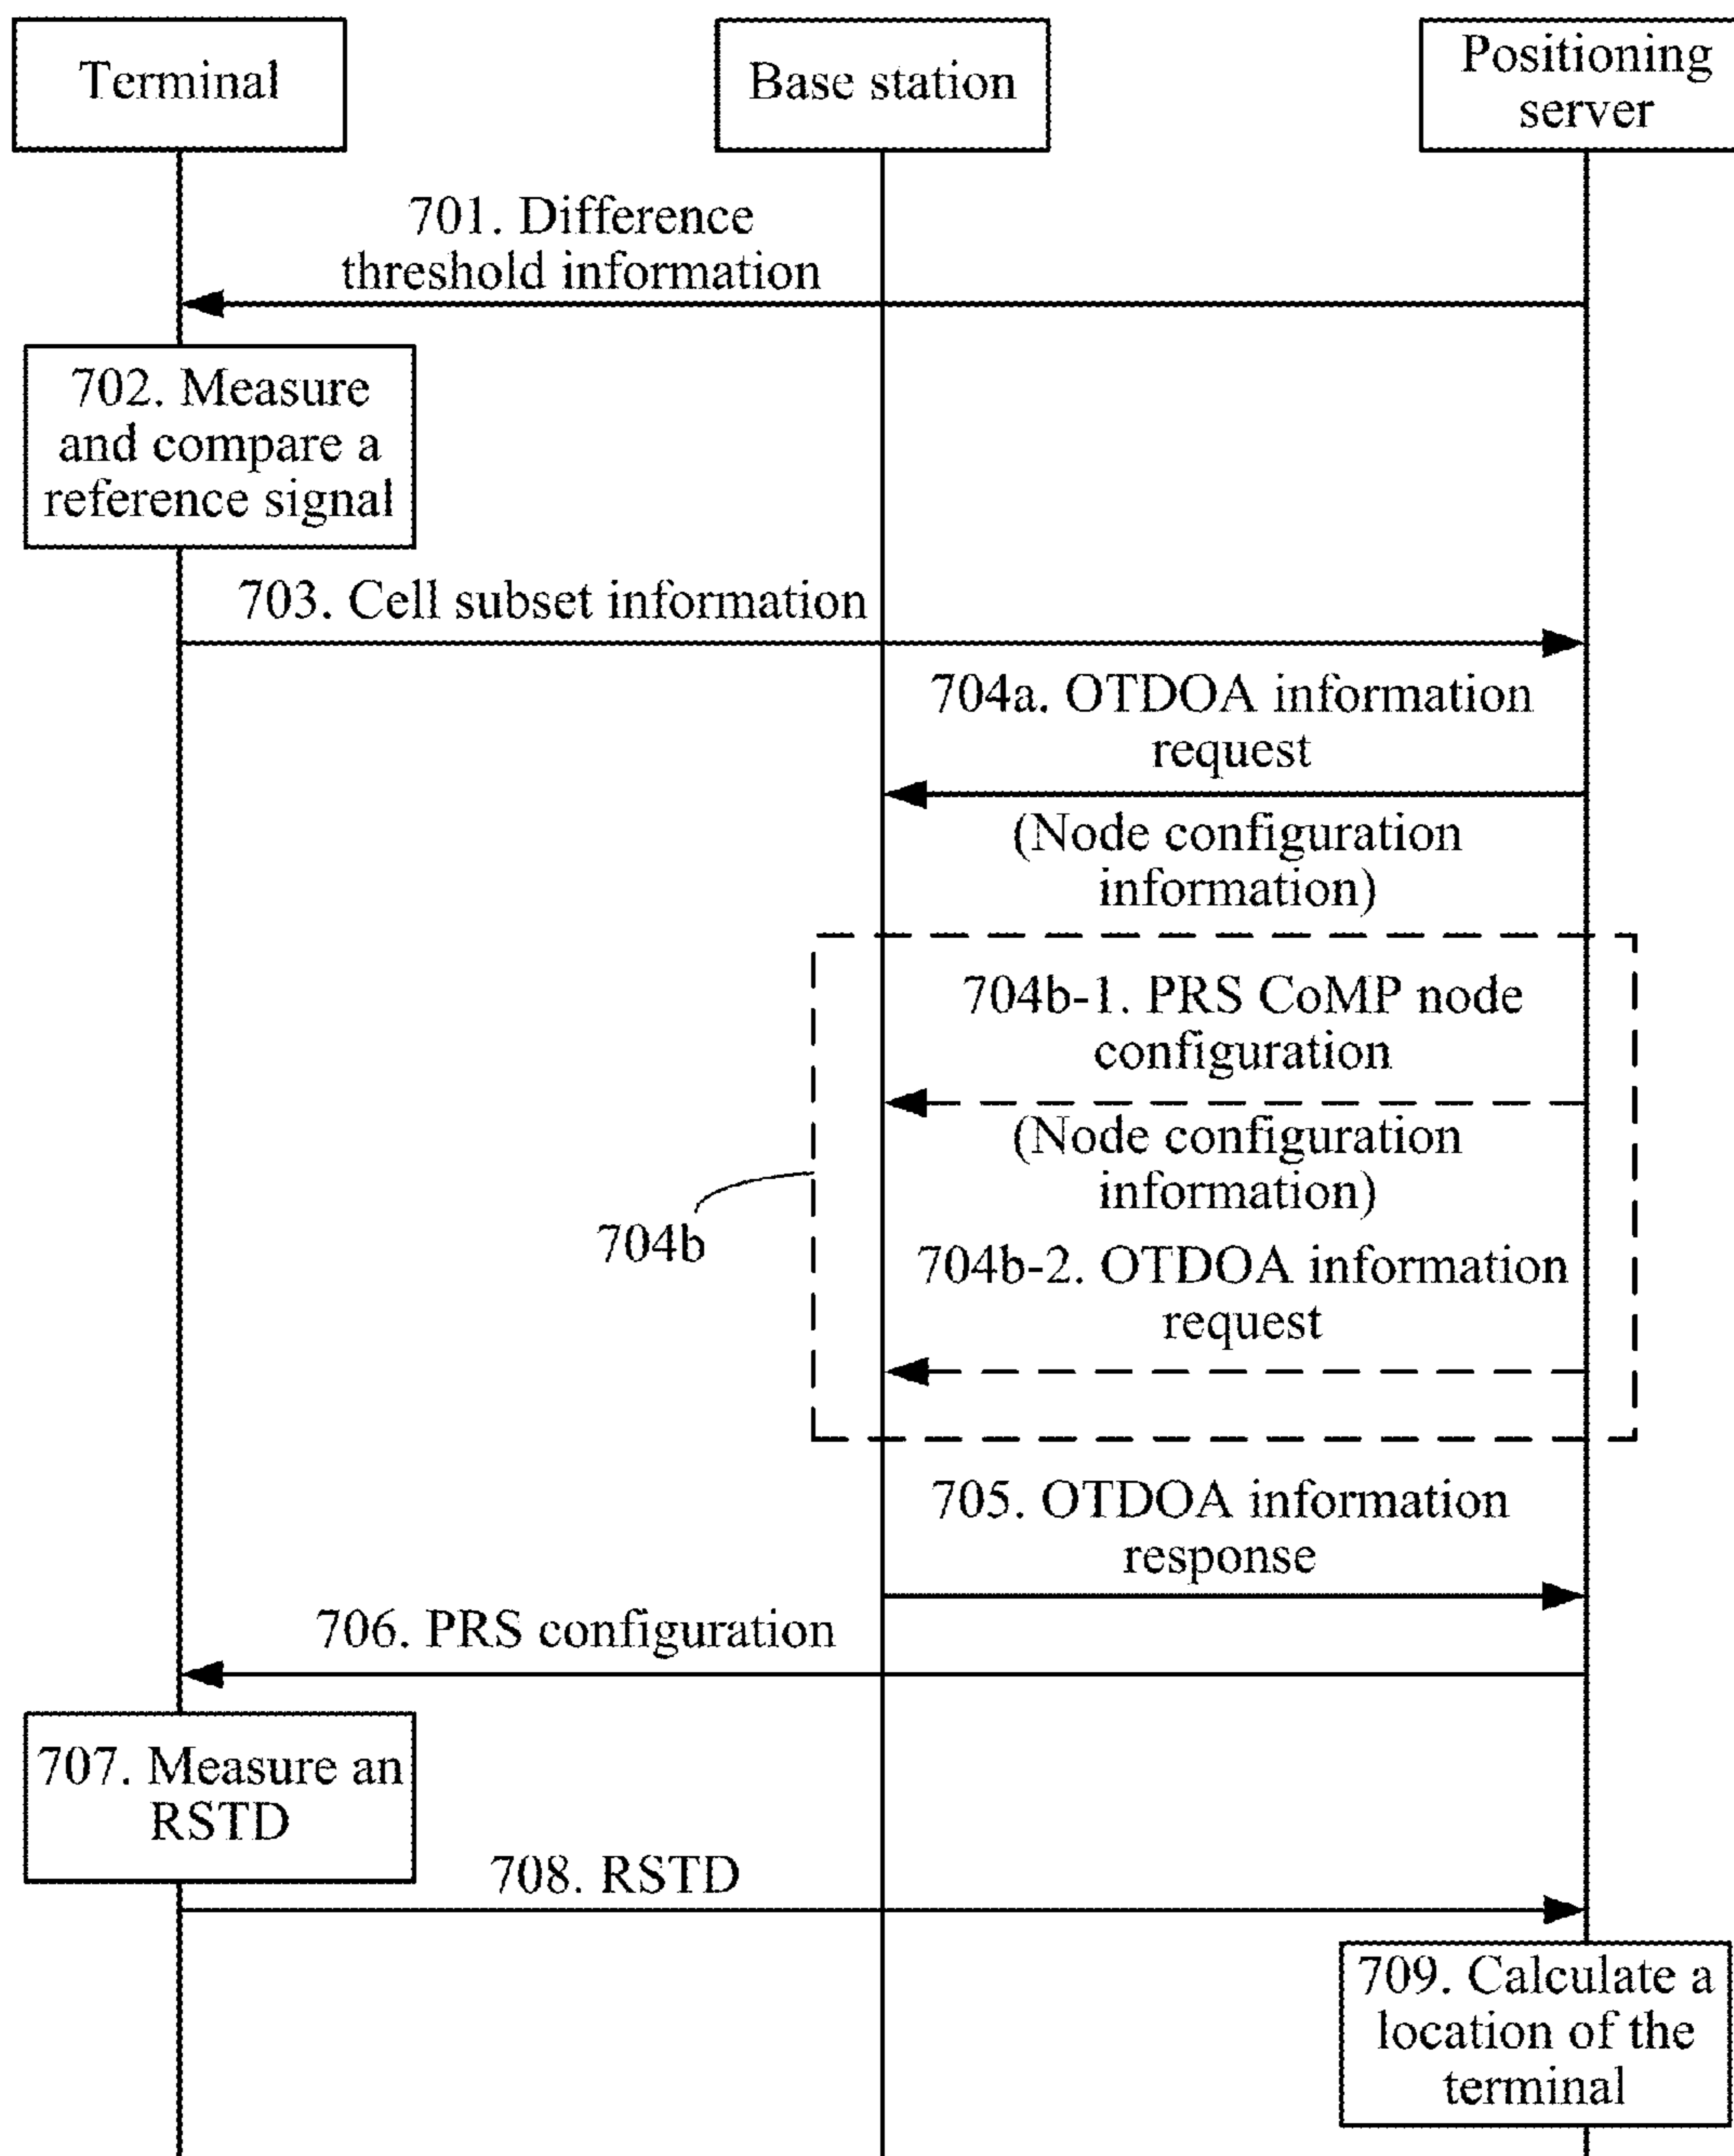 Terminal
Base station
Positioning
server
701. Difference
threshold information
702. Measure
and compare a
reference signal
703. Cell subset information
704a. OTDOA information
request
(Node configuration
information)
704b-1. PRS CoMP node
configuration
(Node configuration
information)
704b
704b-2. OTDOA information
request
705. OTDOA information
response
706. PRS configuration
707. Measure an
RSTD
708. RSTD
709. Calculate a
location of the
terminal